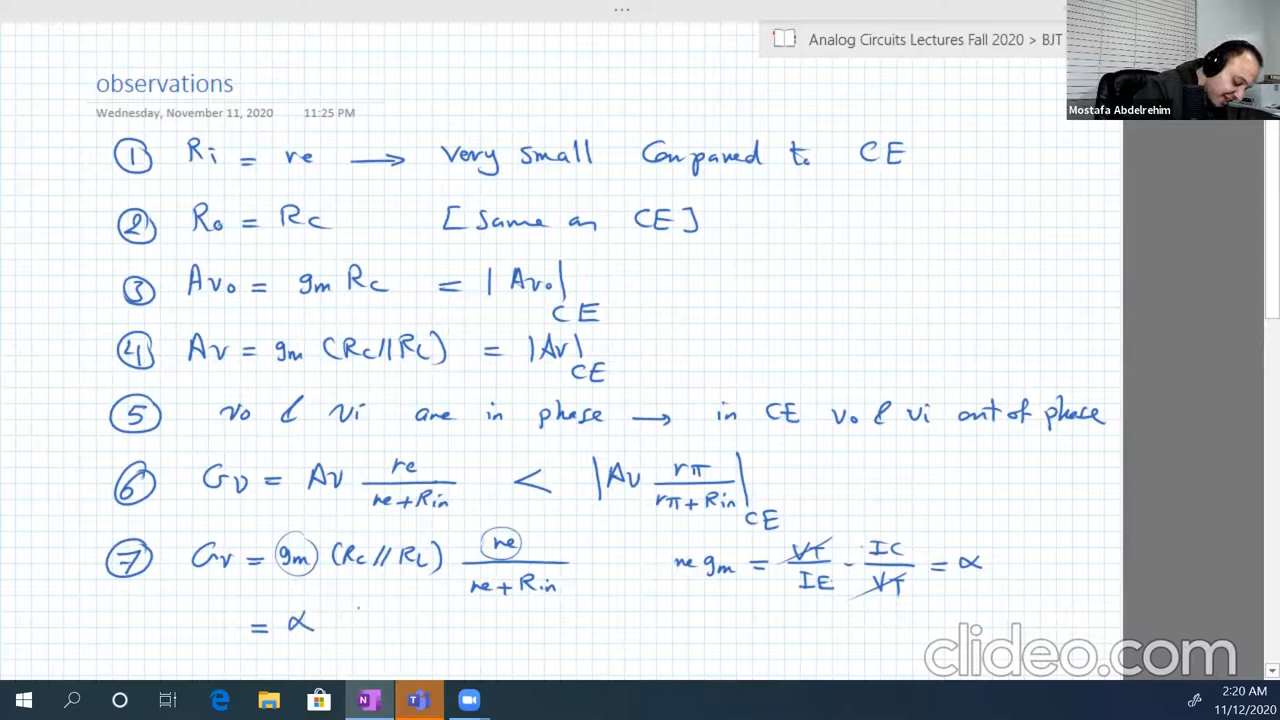 Analog Circuits Lectures Fall 2020 > BJT
Mostafa Abdelrehim
observations
Wednesday, November 11, 2020 11:25 PM
① Ri = re → very small Compared to CE
② Ro = Rc [Same as CE]
③ Avo = gm Rc = |Avo|CE
④ Av = gm (Rc//RL) = |Av|CE
⑤ vo & vi are in phase → in CE vo & vi out of phase
⑥ Gv = Av re/(re+Rin) < |Av rπ/(rπ+Rin)|CE
⑦ Gv = gm (Rc//RL) re/(re+Rin) re gm = VT/IE - IC/VT = α
= α
clideo.com
2:20 AM
11/12/2020